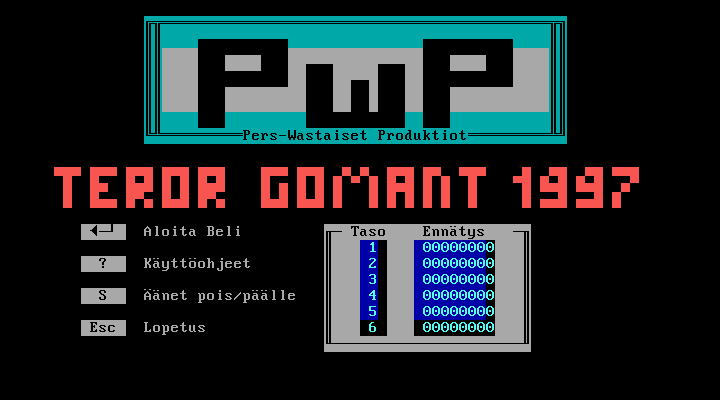 PWP
Pers-Wastaiset Produktiot
TEROR GOMANT 1997
Aloita Beli
? Käyttöohjeet
S Äänet pois/päälle
Esc Lopetus
Taso Ennätys
1 00000000
2 00000000
3 00000000
4 00000000
5 00000000
6 00000000